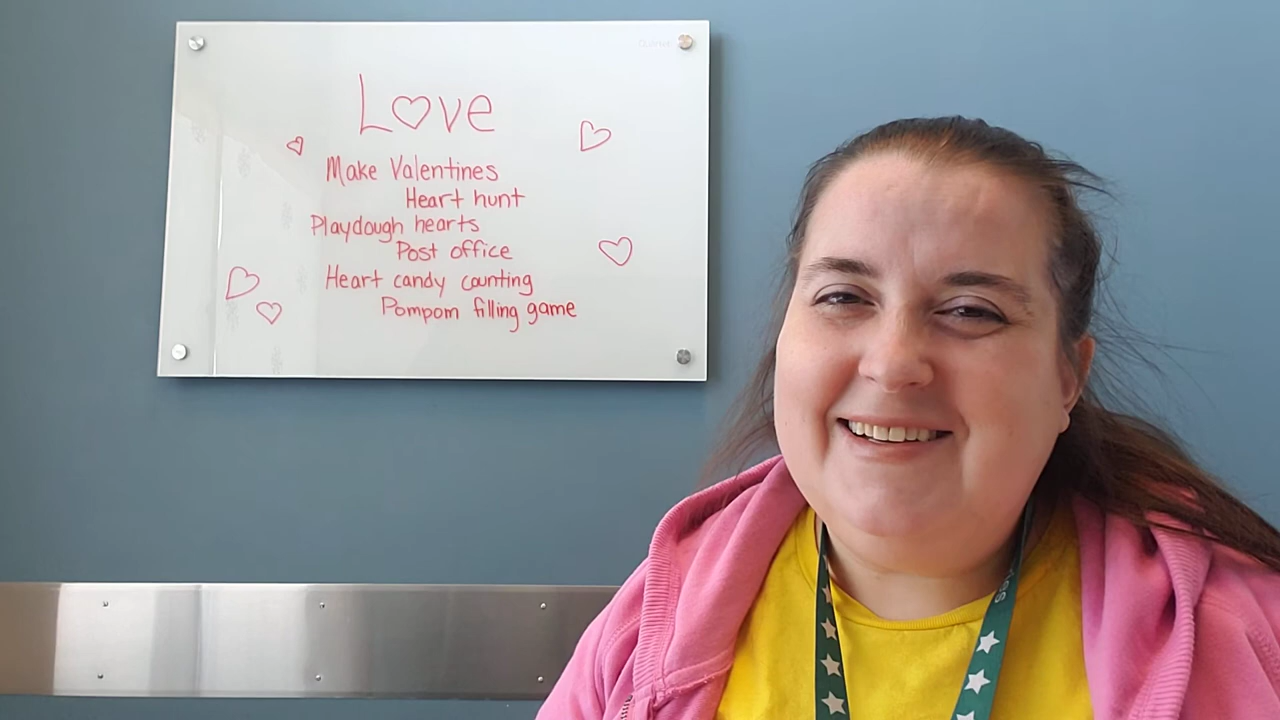 Love
Make Valentines
Heart hunt
Playdough hearts
Post office
Heart candy counting
Pompom filling game